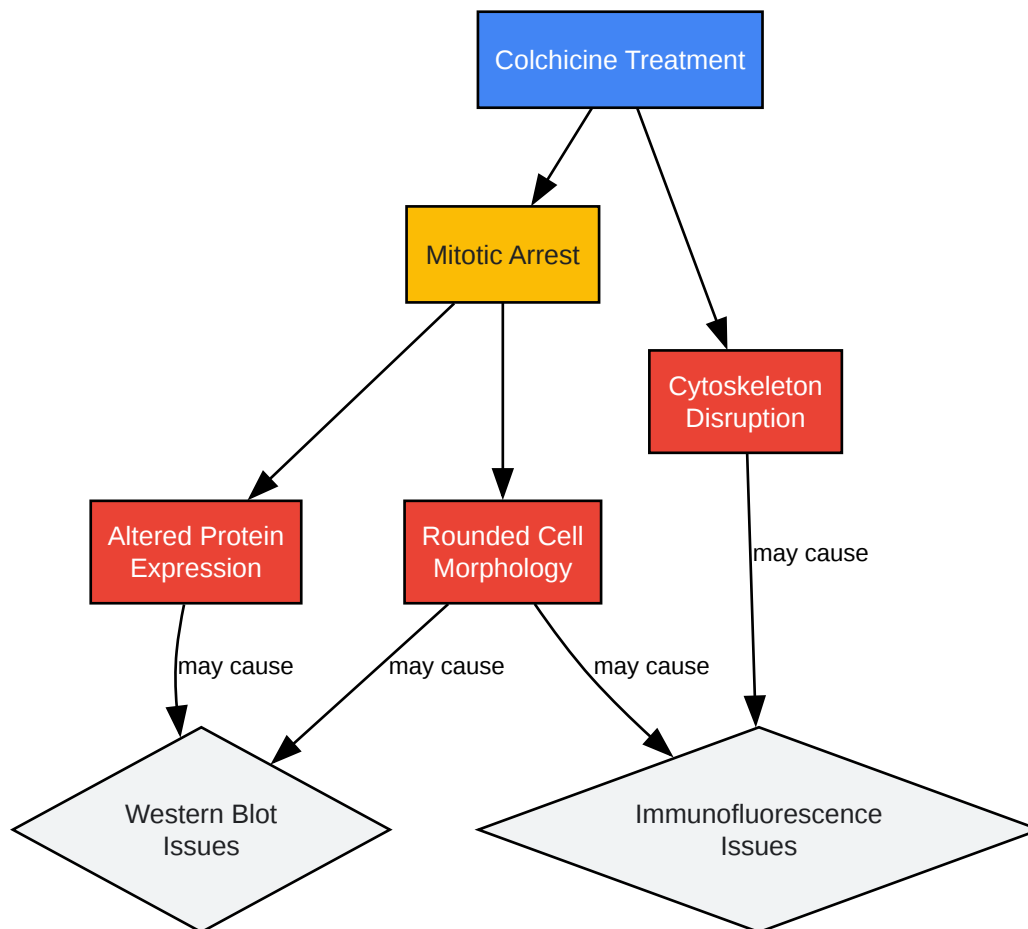 Colchicine Treatment
Mitotic Arrest
Cytoskeleton
Disruption
Altered Protein
Expression
Rounded Cell
Morphology
may cause
may cause
may cause
may cause
Western Blot
Issues
Immunofluorescence
Issues